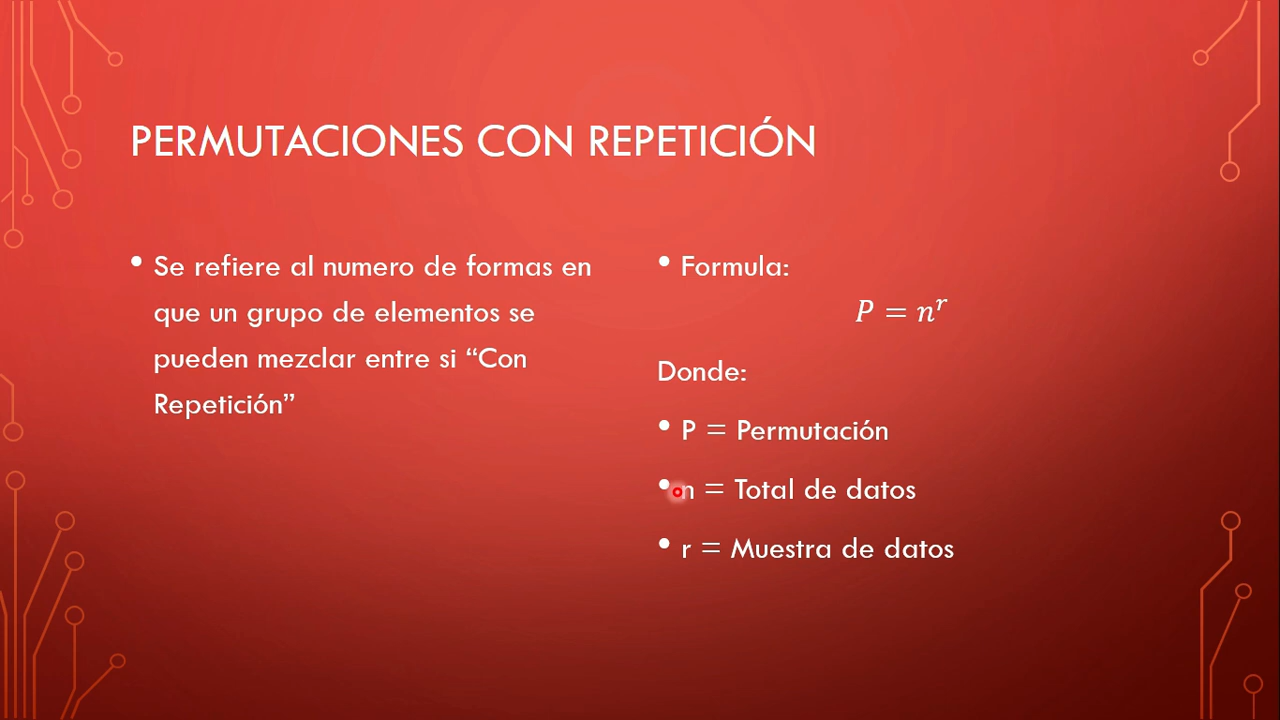 PERMUTACIONES CON REPETICIÓN
• Se refiere al numero de formas en
que un grupo de elementos se
pueden mezclar entre si “Con
Repetición”
• Formula:
P = n^r
Donde:
• P = Permutación
• n = Total de datos
• r = Muestra de datos